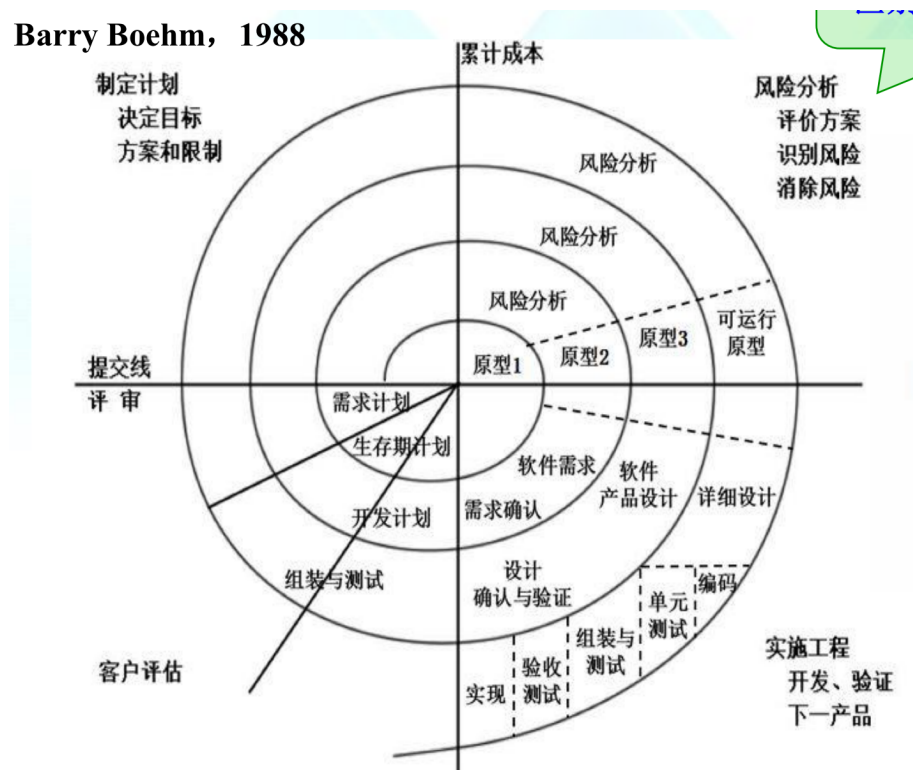 Barry Boehm，1988
累计成本
制定计划
决定目标
方案和限制
风险分析
评价方案
识别风险
消除风险
风险分析
风险分析
风险分析
可运行
原型
原型3
原型2
原型1
提交线
评 审
需求计划
生存期计划
开发计划
组装与测试
软件需求
需求确认
软件
产品设计
详细设计
设计
确认与验证
编码
单元
测试
组装与
测试
验收
测试
实现
客户评估
实施工程
开发、验证
下一产品